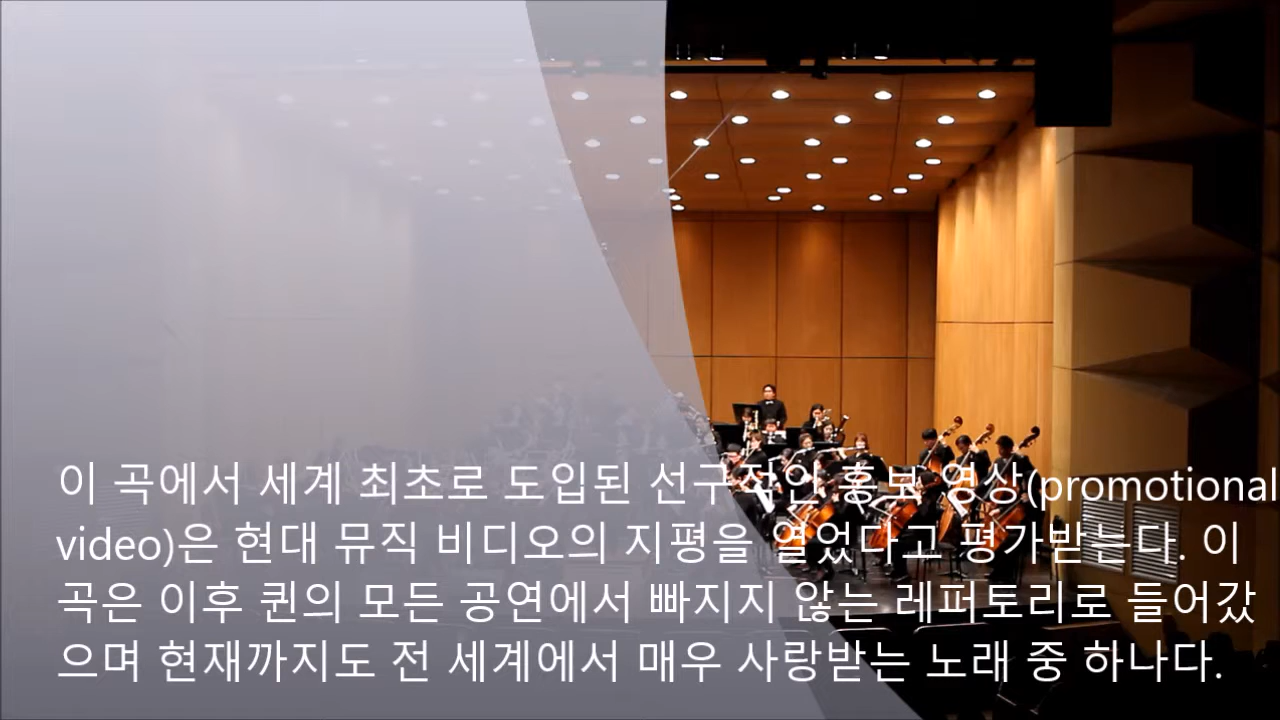 이 곡에서 세계 최초로 도입된 선구적인 홍보 영상(promotional
video)은 현대 뮤직 비디오의 지평을 열었다고 평가받는다. 이
곡은 이후 퀸의 모든 공연에서 빠지지 않는 레퍼토리로 들어갔
으며 현재까지도 전 세계에서 매우 사랑받는 노래 중 하나다.